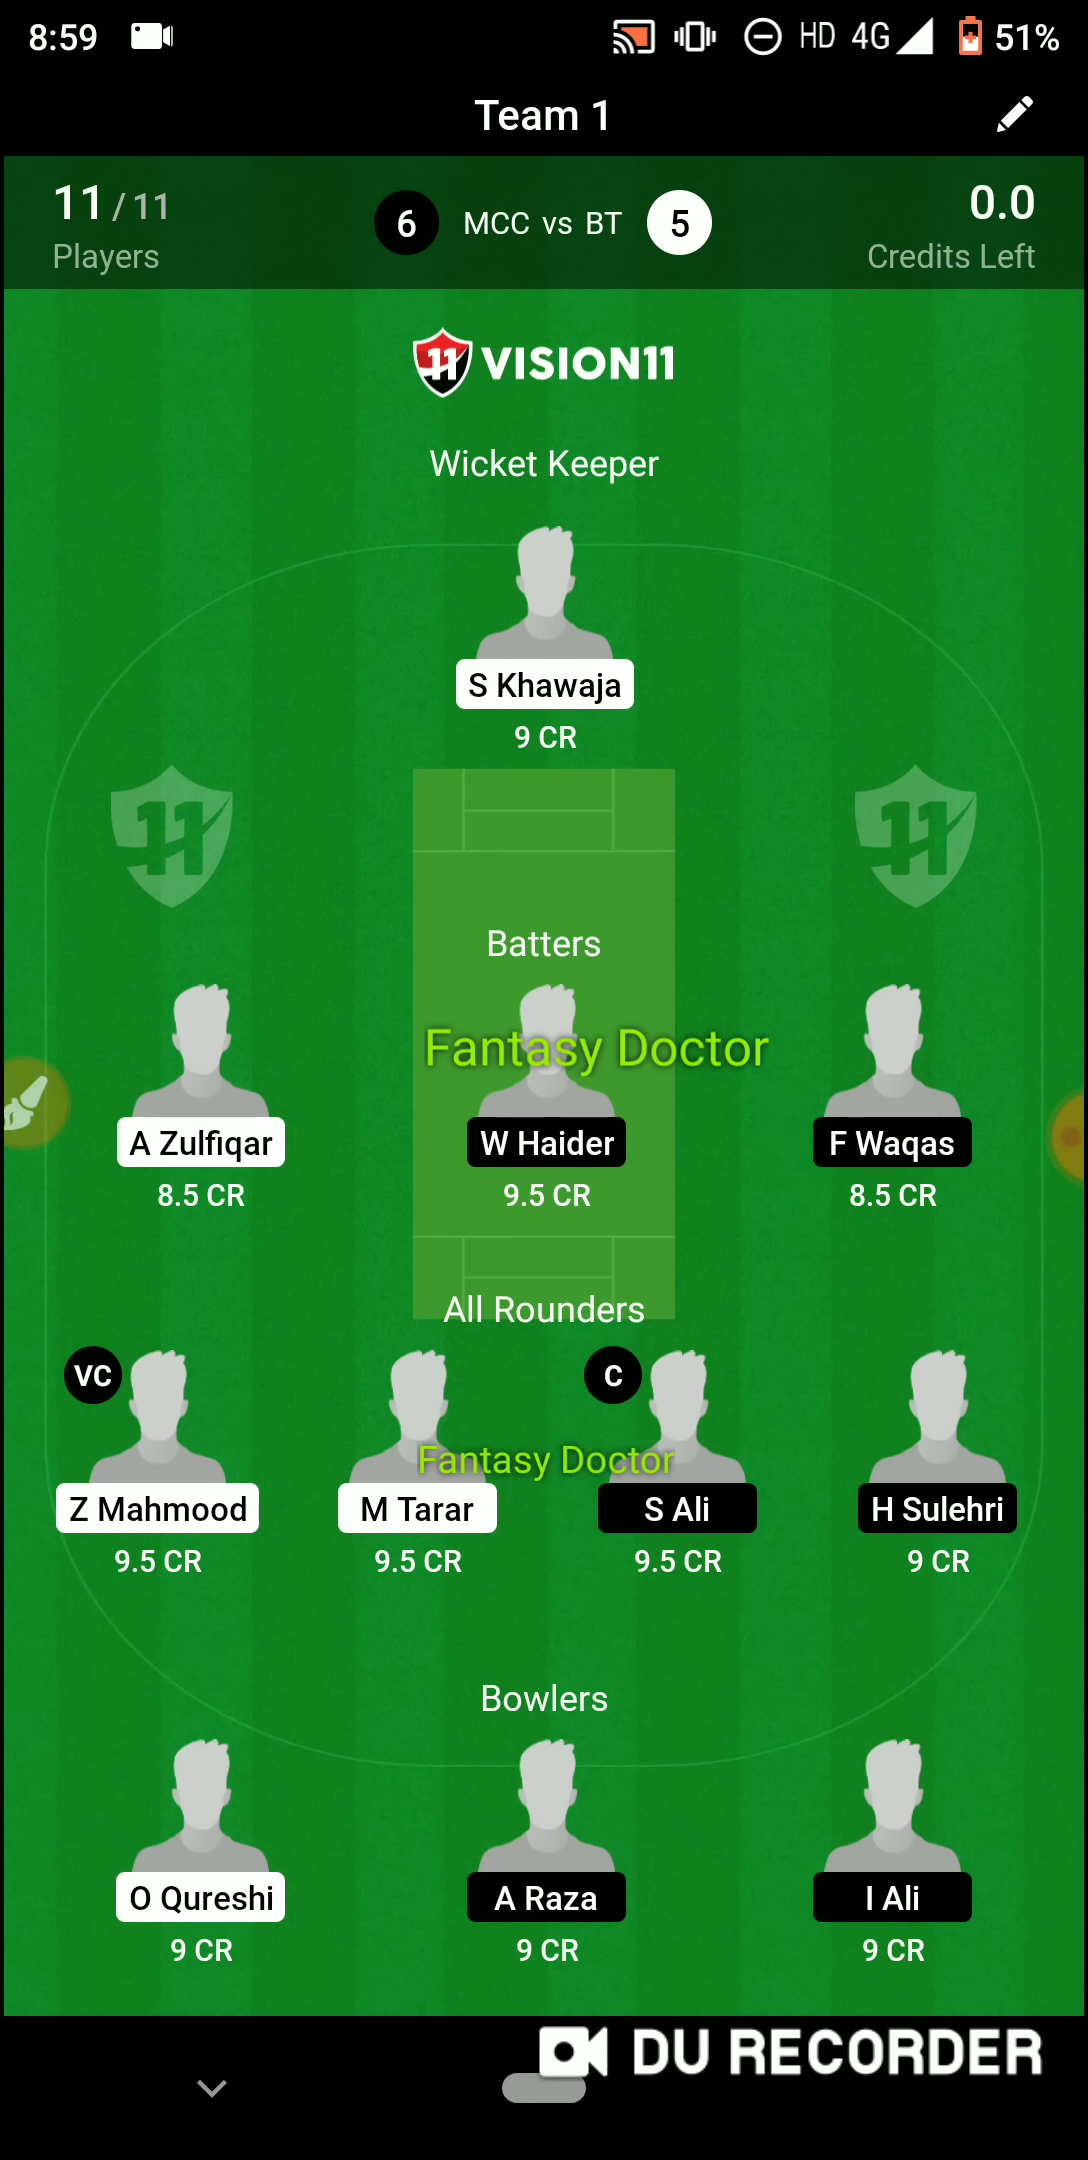 8:59 HD 4G 51%
Team 1
11 / 11 6 MCC vs BT 5 0.0
Players Credits Left
11 VISION11
Wicket Keeper
S Khawaja
9 CR
11 11
Batters
Fantasy Doctor
A Zulfiqar W Haider F Waqas
8.5 CR 9.5 CR 8.5 CR
All Rounders
VC C
Fantasy Doctor
Z Mahmood M Tarar S Ali H Sulehri
9.5 CR 9.5 CR 9.5 CR 9 CR
Bowlers
O Qureshi A Raza I Ali
9 CR 9 CR 9 CR
DU RECORDER